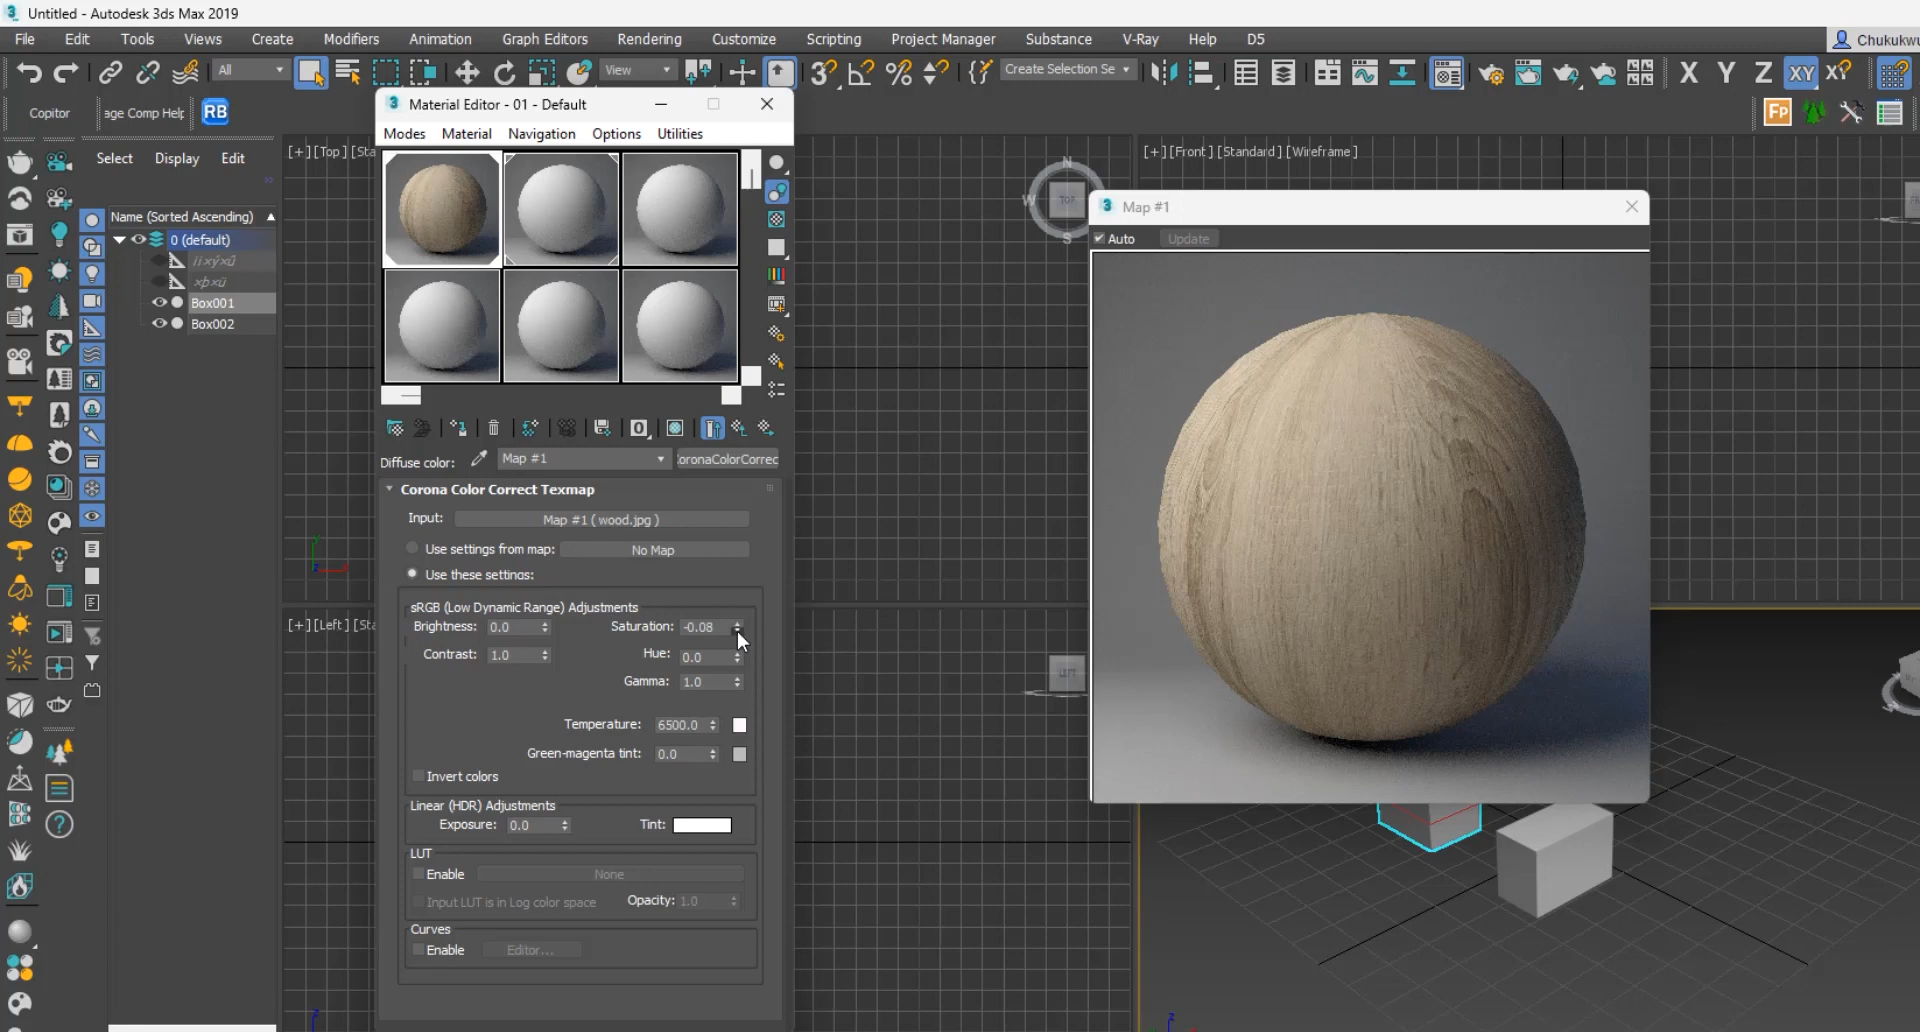 Untitled - Autodesk 3ds Max 2019
File Edit Tools Views Create Modifiers Animation Graph Editors Rendering Customize Scripting Project Manager Substance V-Ray Help D5 Chukukwu
All View Create Selection Se X Y Z XY XY
Copitor age Comp Help RB Fp
Material Editor - 01 - Default
Modes Material Navigation Options Utilities
Select Display Edit
[+] [Top] [Sta
[+] [Front] [Standard] [Wireframe]
N
W TOP
S
Map #1
Auto Update
Name (Sorted Ascending)
0 (default)
Box001
Box002
Diffuse color: Map #1 oronaColorCorrec
Corona Color Correct Texmap
Input: Map #1 ( wood.jpg )
Use settings from map: No Map
Use these settings:
sRGB (Low Dynamic Range) Adjustments
[+] [Left] [Sta
Brightness: 0.0 Saturation: -0.08
Contrast: 1.0 Hue: 0.0
LEFT
Gamma: 1.0
Temperature: 6500.0
Green-magenta tint: 0.0
Invert colors
Linear (HDR) Adjustments
Exposure: 0.0 Tint:
LUT
Enable None
Input LUT is in Log color space Opacity: 1.0
Curves
Enable Editor...